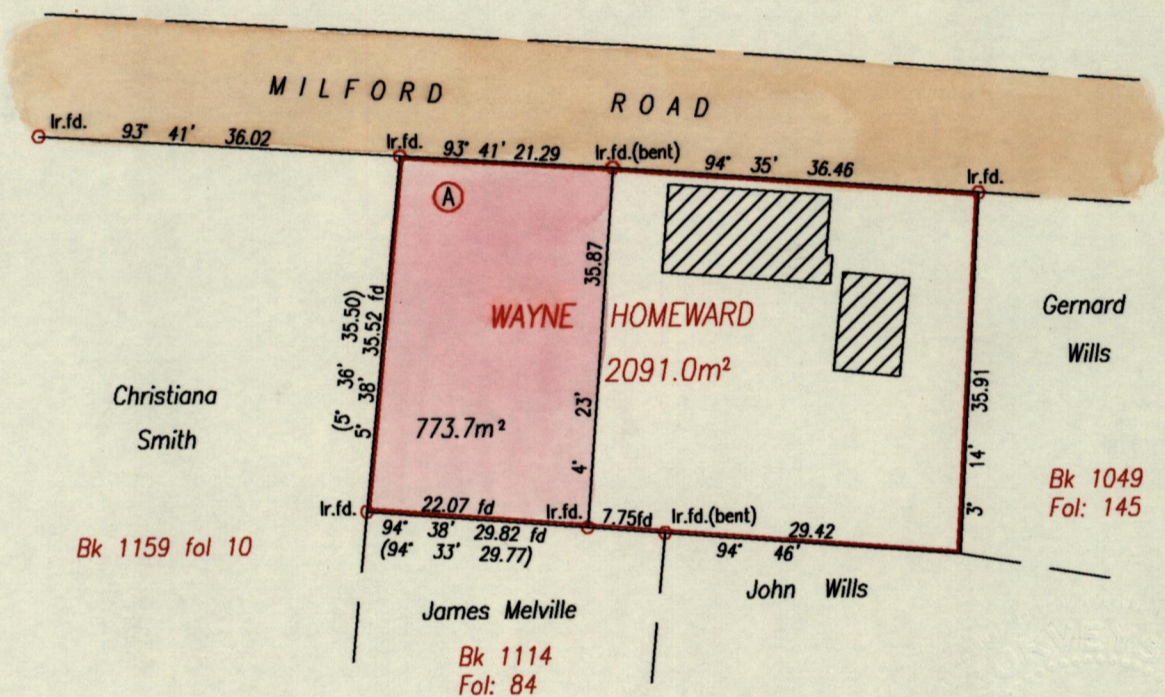 MILFORD ROAD
Ir.fd. 93° 41' 36.02
Ir.fd. 93° 41' 21.29
Ir.fd.(bent) 94° 35' 36.46
Ir.fd.
A
35.87
23'
4'
(5° 36' 35.50)
5° 38' 35.52 fd
WAYNE HOMEWARD
2091.0m²
773.7m²
Christiana
Smith
Bk 1159 fol 10
Gernard
Wills
Bk 1049
Fol: 145
35.91
14'
3°
Ir.fd. 22.07 fd Ir.fd. 7.75fd Ir.fd.(bent) 29.42
94° 38' 29.82 fd
(94° 33' 29.77)
94° 46'
James Melville
Bk 1114
Fol: 84
John Wills